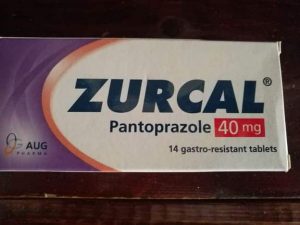 ZURCAL®
Pantoprazole 40 mg
14 gastro-resistant tablets
AUG
PHARMA